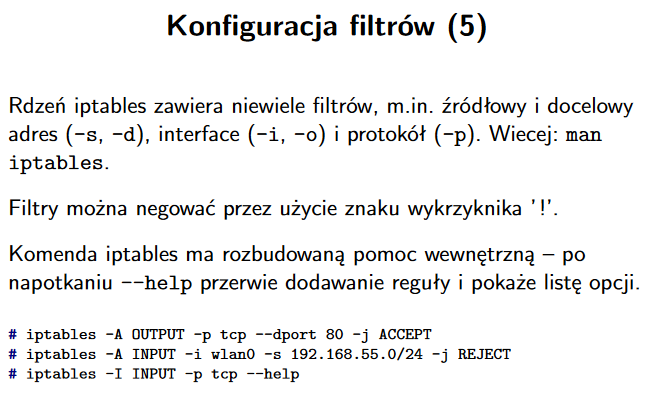 Konfiguracja filtrów (5)
Rdzeń iptables zawiera niewiele filtrów, m.in. źródłowy i docelowy
adres (-s, -d), interface (-i, -o) i protokół (-p). Wiecej: man
iptables.
Filtry można negować przez użycie znaku wykrzyknika '!'.
Komenda iptables ma rozbudowaną pomoc wewnętrzną – po
napotkaniu --help przerwie dodawanie reguły i pokaże listę opcji.
# iptables -A OUTPUT -p tcp --dport 80 -j ACCEPT
# iptables -A INPUT -i wlan0 -s 192.168.55.0/24 -j REJECT
# iptables -I INPUT -p tcp --help